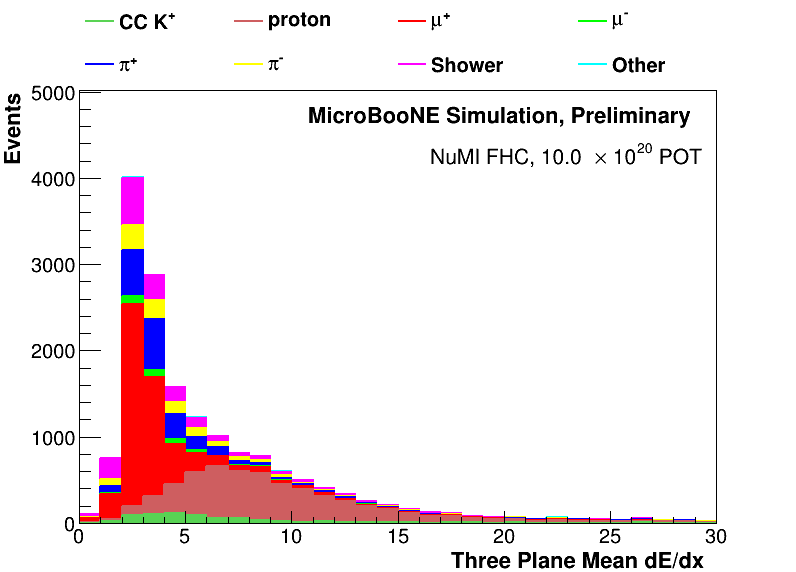 CC K⁺ proton μ⁺ μ⁻
π⁺ π⁻ Shower Other
MicroBooNE Simulation, Preliminary
NuMI FHC, 10.0 ×10²⁰ POT
Events
5000
4000
3000
2000
1000
0
0 5 10 15 20 25 30
Three Plane Mean dE/dx